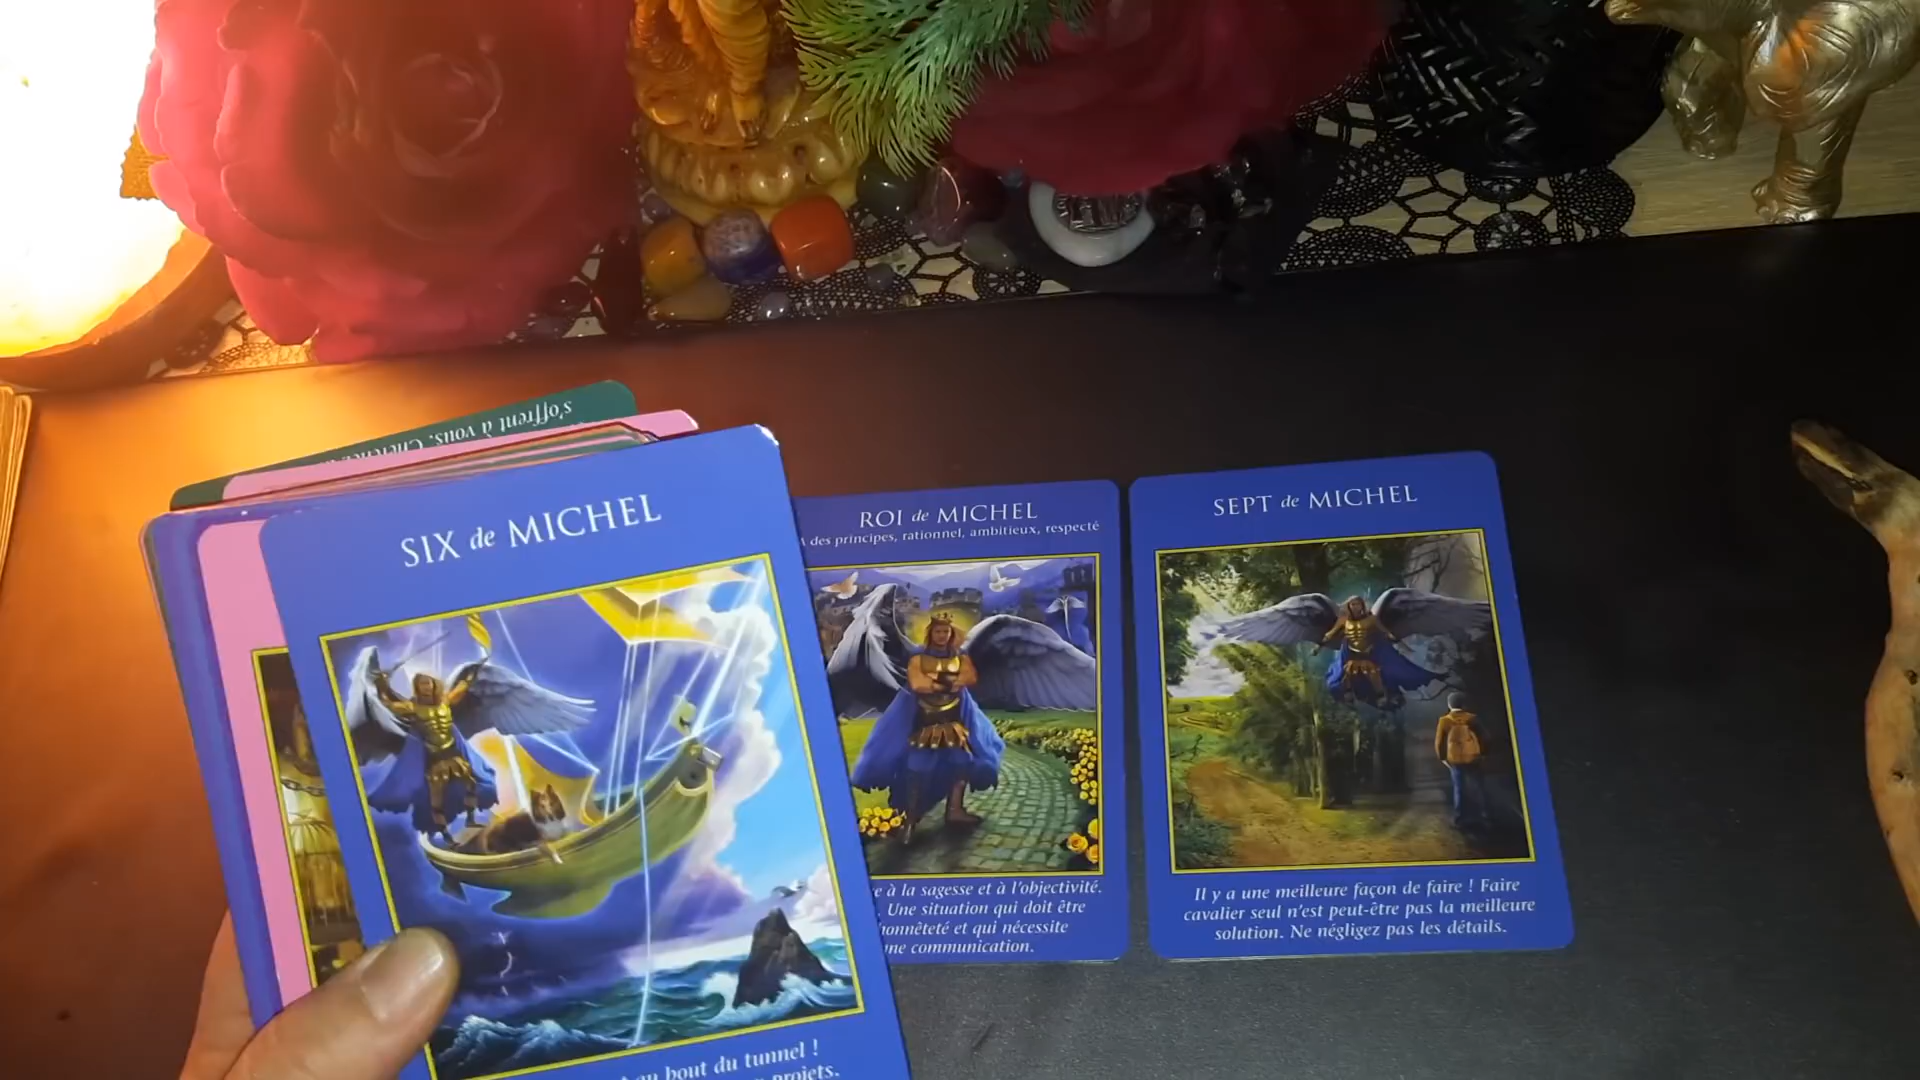 s'offrent à vous.
SIX de MICHEL
au bout du tunnel !
projets.
ROI de MICHEL
des principes, rationnel, ambitieux, respecté
à la sagesse et à l'objectivité.
Une situation qui doit être
honnêteté et qui nécessite
une communication.
SEPT de MICHEL
Il y a une meilleure façon de faire ! Faire
cavalier seul n'est peut-être pas la meilleure
solution. Ne négligez pas les détails.